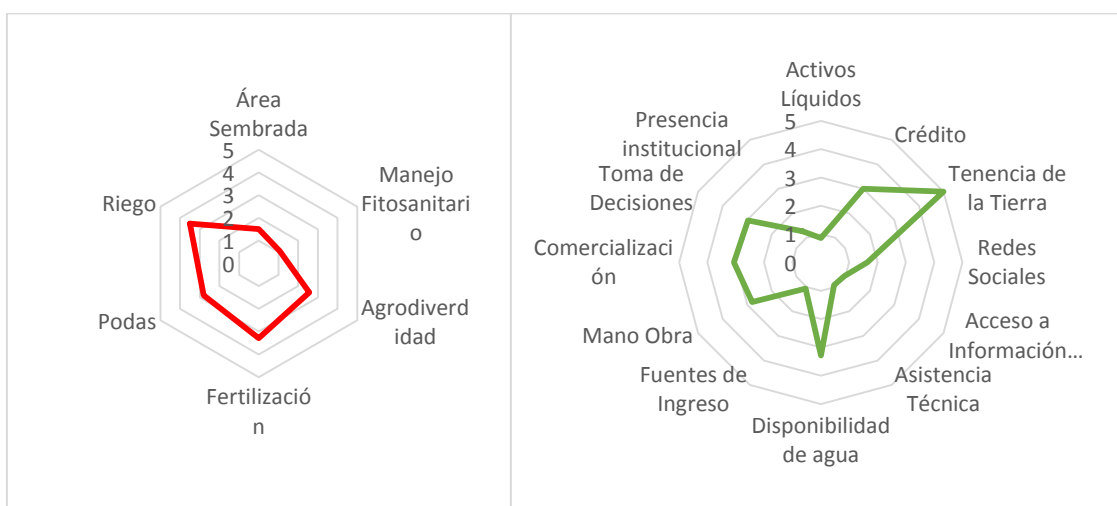 Área
Sembrada
5
4
3
2
1
0
Manejo
Fitosanitari
o
Agrodiverd
idad
Fertilizació
n
Podas
Riego
Activos
Líquidos
5
4
3
2
1
0
Crédito
Tenencia de
la Tierra
Redes
Sociales
Acceso a
Información...
Asistencia
Técnica
Disponibilidad
de agua
Fuentes de
Ingreso
Mano Obra
Comercializaci
ón
Toma de
Decisiones
Presencia
institucional